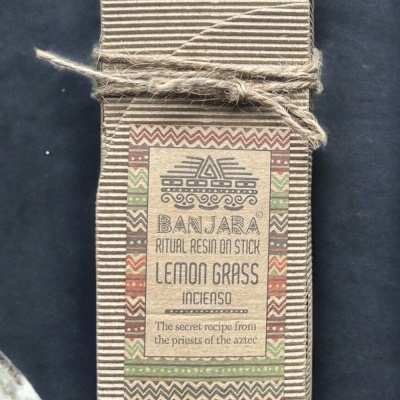 BANJARA©
RITUAL RESIN ON STICK
LEMON GRASS
INCIENSO
The secret recipe from
the priests of the aztec